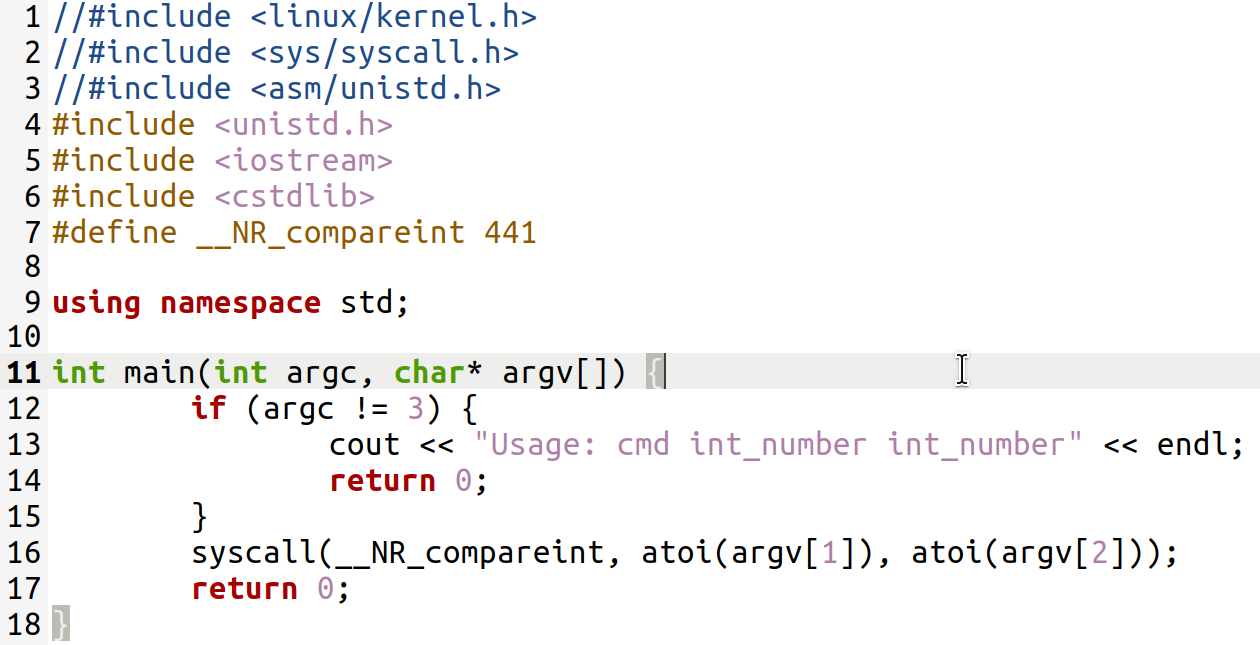 1 //#include <linux/kernel.h>
2 //#include <sys/syscall.h>
3 //#include <asm/unistd.h>
4 #include <unistd.h>
5 #include <iostream>
6 #include <cstdlib>
7 #define __NR_compareint 441
8
9 using namespace std;
10
11 int main(int argc, char* argv[]) {
12         if (argc != 3) {
13                 cout << "Usage: cmd int_number int_number" << endl;
14                 return 0;
15         }
16         syscall(__NR_compareint, atoi(argv[1]), atoi(argv[2]));
17         return 0;
18 }